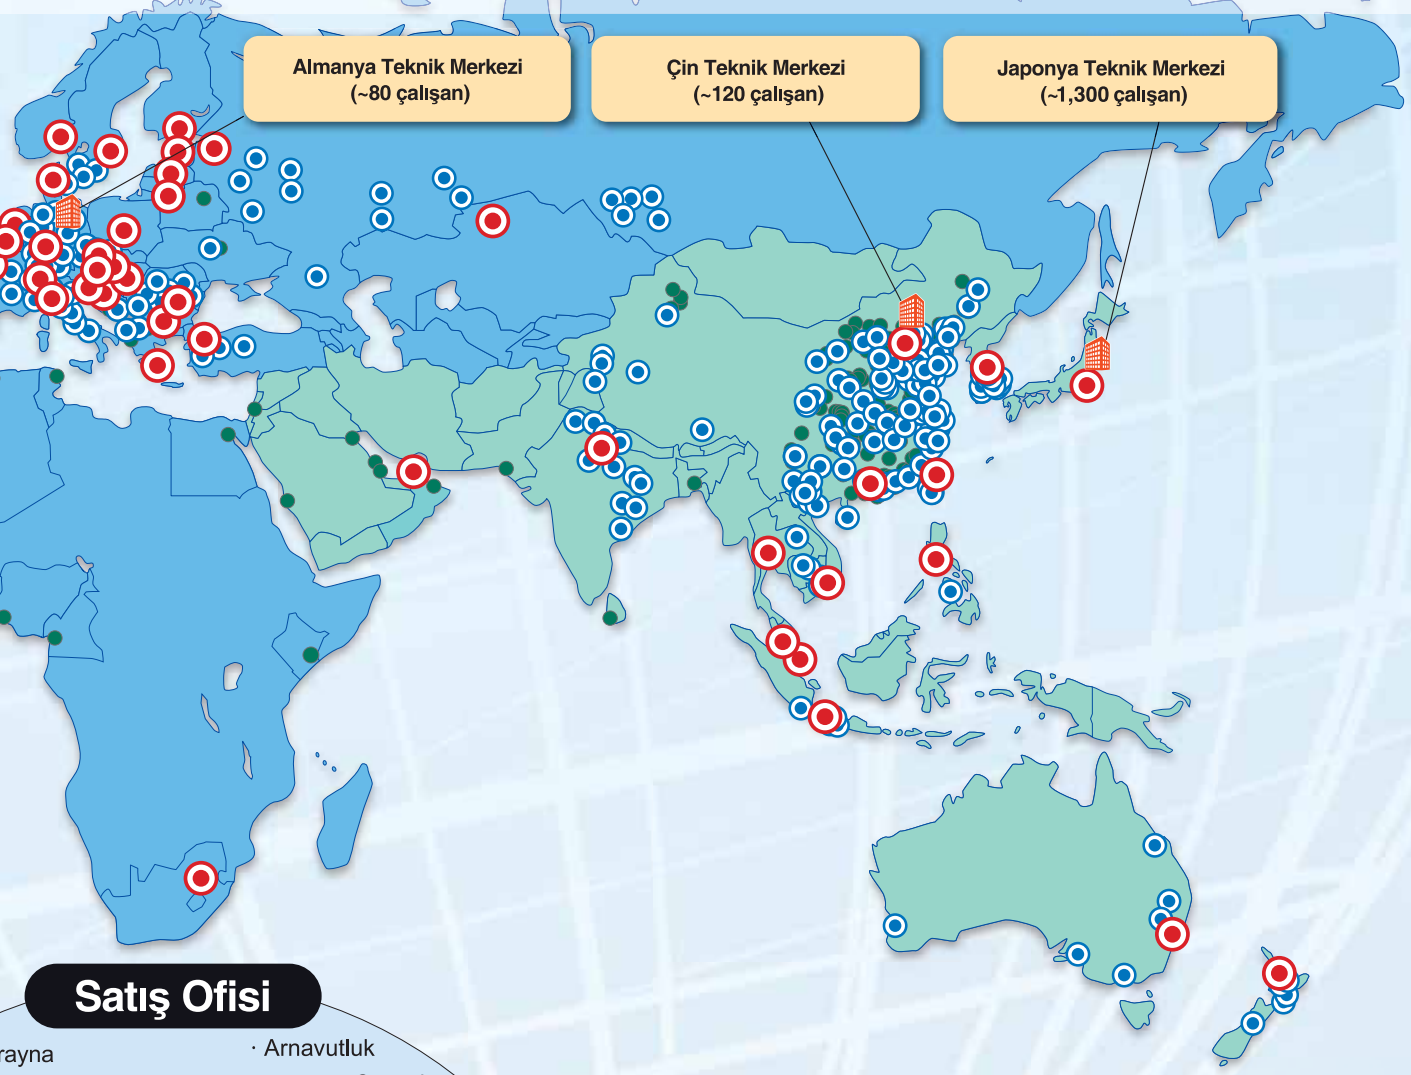 Almanya Teknik Merkezi
(~80 çalışan)
Çin Teknik Merkezi
(~120 çalışan)
Japonya Teknik Merkezi
(~1,300 çalışan)
Satış Ofisi
rayna
· Arnavutluk